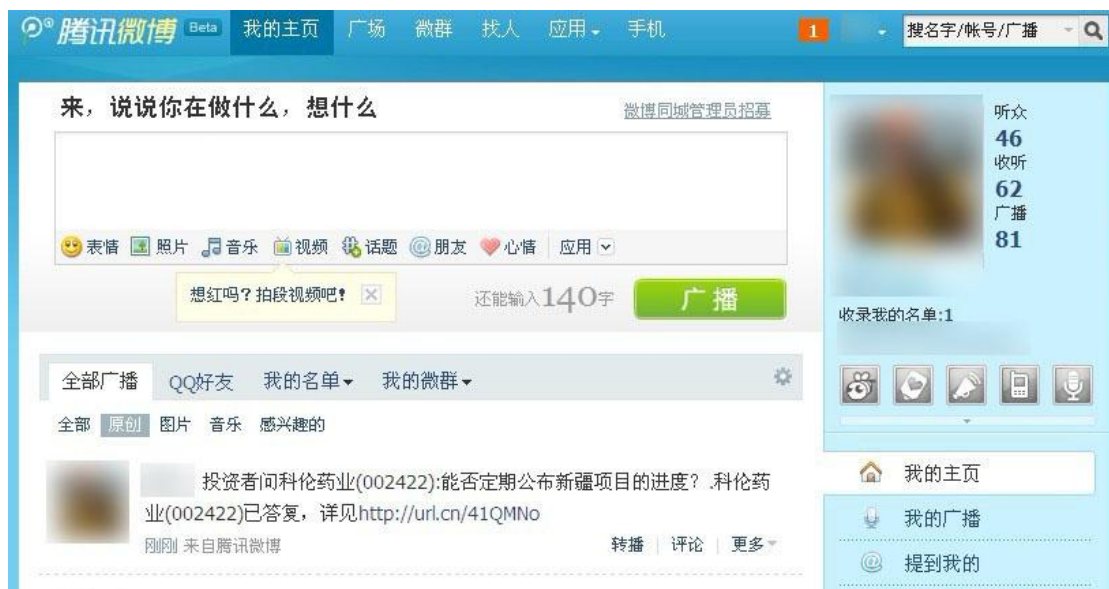 腾讯微博 Beta 我的主页 广场 微群 找人 应用 手机 1 搜名字/帐号/广播
来，说说你在做什么，想什么 微博同城管理员招募
表情 照片 音乐 视频 话题 @朋友 心情 应用
想红吗？拍段视频吧！
还能输入140字 广播
听众
46
收听
62
广播
81
收录我的名单:1
全部广播 QQ好友 我的名单 我的微群
全部 原创 图片 音乐 感兴趣的
投资者问科伦药业(002422):能否定期公布新疆项目的进度？.科伦药
业(002422)已答复，详见http://url.cn/41QMNo
刚刚 来自腾讯微博 转播 评论 更多
我的主页
我的广播
@ 提到我的